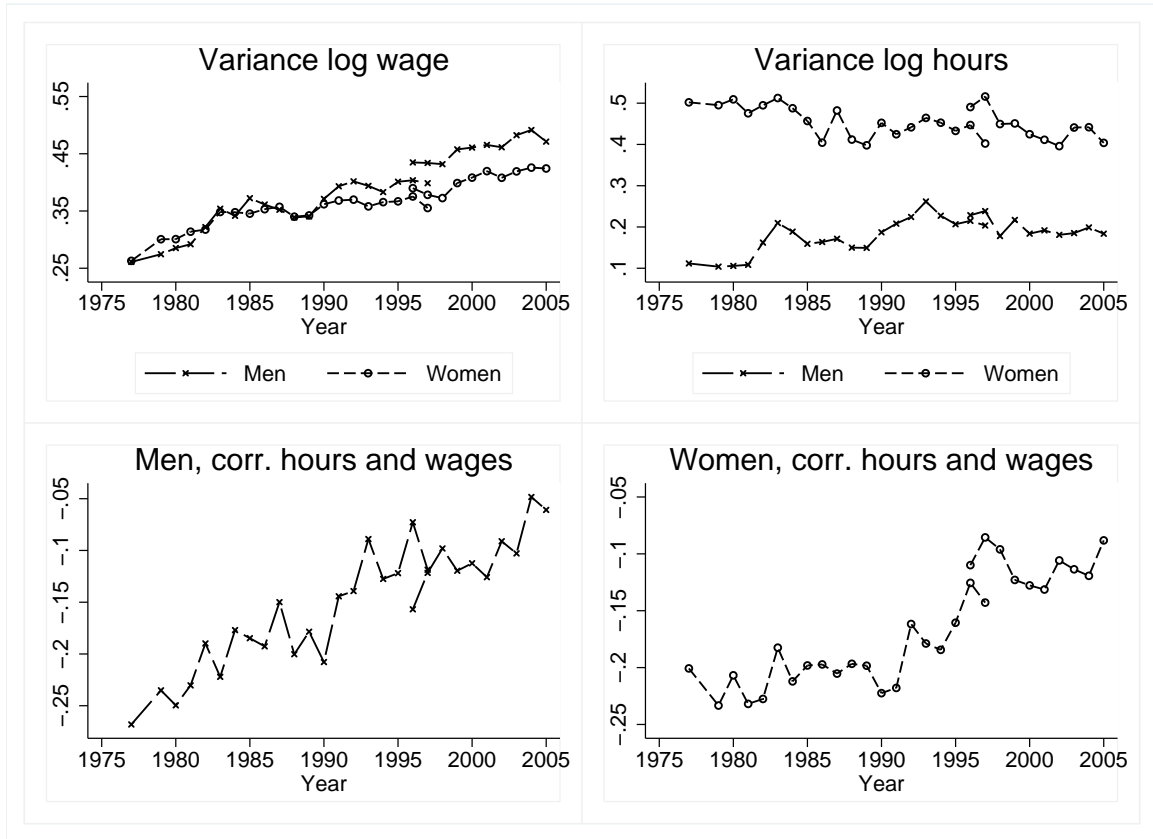 Variance log wage
.55
.45
.35
.25
1975 1980 1985 1990 1995 2000 2005
Year
Men Women
Variance log hours
.5
.4
.3
.2
.1
1975 1980 1985 1990 1995 2000 2005
Year
Men Women
Men, corr. hours and wages
−.05
−.1
−.15
−.2
−.25
1975 1980 1985 1990 1995 2000 2005
Year
Women, corr. hours and wages
−.05
−.1
−.15
−.2
−.25
1975 1980 1985 1990 1995 2000 2005
Year